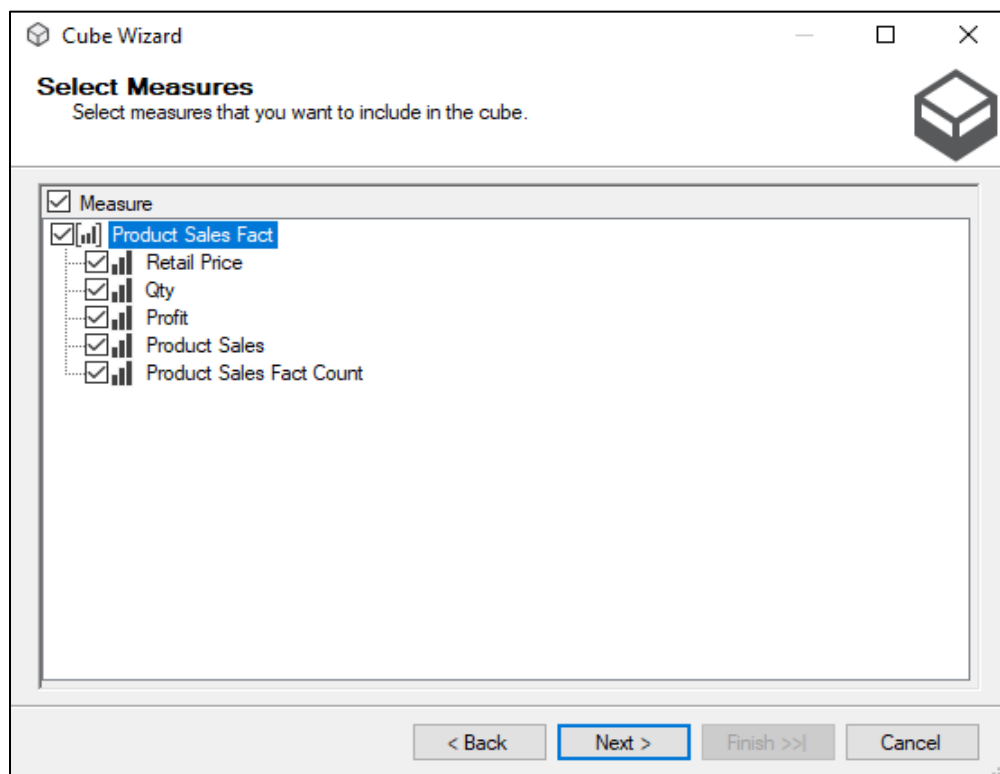 Cube Wizard
Select Measures
Select measures that you want to include in the cube.
Measure
Product Sales Fact
Retail Price
Qty
Profit
Product Sales
Product Sales Fact Count
< Back Next > Finish >>| Cancel